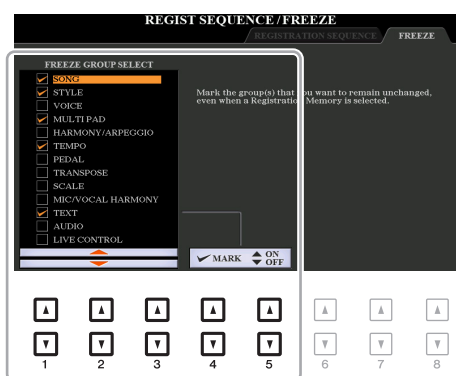 REGIST SEQUENCE/FREEZE
REGISTRATION SEQUENCE
FREEZE
FREEZE GROUP SELECT
SONG
STYLE
VOICE
MULTI PAD
HARMONY/ARPEGGIO
TEMPO
PEDAL
TRANSPOSE
SCALE
MIC/VOCAL HARMONY
TEXT
AUDIO
LIVE CONTROL
Mark the group(s) that you want to remain unchanged,
even when a Registration Memory is selected.
MARK ON
OFF
1 2 3 4 5 6 7 8